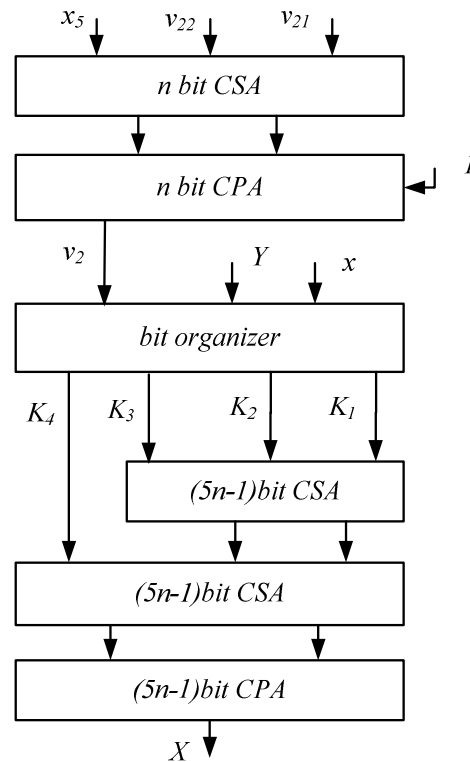 x5 v22 v21
n bit CSA
n bit CPA
v2
Y
x
bit organizer
K4 K3 K2 K1
(5n-1)bit CSA
(5n-1)bit CSA
(5n-1)bit CPA
X